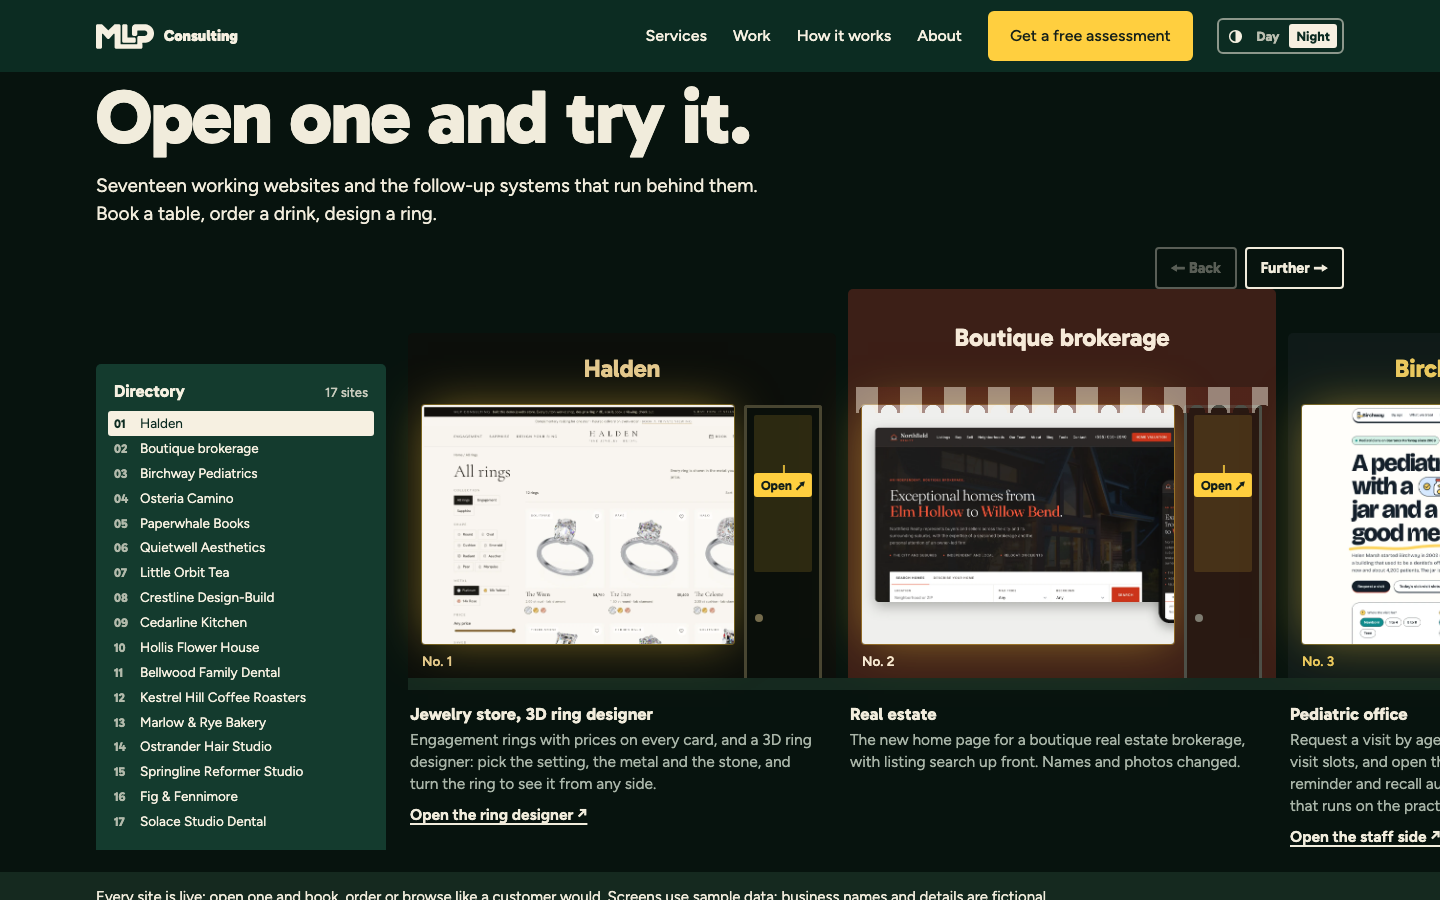 MLP Consulting
Services
Work
How it works
About
Get a free assessment
Day
Night
Open one and try it.
Seventeen working websites and the follow-up systems that run behind them.
Book a table, order a drink, design a ring.
← Back
Further →
Directory
17 sites
01 Halden
02 Boutique brokerage
03 Birchway Pediatrics
04 Osteria Camino
05 Paperwhale Books
06 Quietwell Aesthetics
07 Little Orbit Tea
08 Crestline Design-Build
09 Cedarline Kitchen
10 Hollis Flower House
11 Bellwood Family Dental
12 Kestrel Hill Coffee Roasters
13 Marlow & Rye Bakery
14 Ostrander Hair Studio
15 Springline Reformer Studio
16 Fig & Fennimore
17 Solace Studio Dental
Halden
HALDEN
All rings
Open ↗
No. 1
Jewelry store, 3D ring designer
Engagement rings with prices on every card, and a 3D ring
designer: pick the setting, the metal and the stone, and
turn the ring to see it from any side.
Open the ring designer ↗
Boutique brokerage
Northfield
Exceptional homes from
Elm Hollow to Willow Bend.
SEARCH
Open ↗
No. 2
Real estate
The new home page for a boutique real estate brokerage,
with listing search up front. Names and photos changed.
Birchway
A pediatr
with a
jar and a
good me
No. 3
Pediatric office
Request a visit by age
visit slots, and open th
reminder and recall au
that runs on the pract
Open the staff side ↗
Every site is live: open one and book, order or browse like a customer would. Screens use sample data; business names and details are fictional.